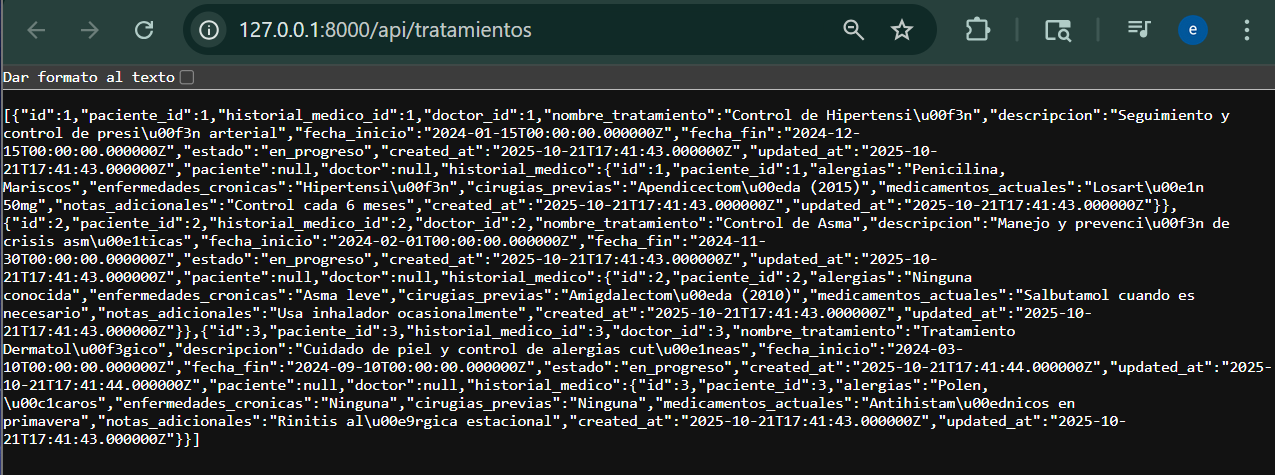 127.0.0.1:8000/api/tratamientos
e
Dar formato al texto
[{"id":1,"paciente_id":1,"historial_medico_id":1,"doctor_id":1,"nombre_tratamiento":"Control de Hipertensi\u00f3n","descripcion":"Seguimiento y
control de presi\u00f3n arterial","fecha_inicio":"2024-01-15T00:00:00.000000Z","fecha_fin":"2024-12-
15T00:00:00.000000Z","estado":"en_progreso","created_at":"2025-10-21T17:41:43.000000Z","updated_at":"2025-10-
21T17:41:43.000000Z","paciente":null,"doctor":null,"historial_medico":{"id":1,"paciente_id":1,"alergias":"Penicilina,
Mariscos","enfermedades_cronicas":"Hipertensi\u00f3n","cirugias_previas":"Apendicectom\u00eda (2015)","medicamentos_actuales":"Losart\u00e1n
50mg","notas_adicionales":"Control cada 6 meses","created_at":"2025-10-21T17:41:43.000000Z","updated_at":"2025-10-21T17:41:43.000000Z"}},
{"id":2,"paciente_id":2,"historial_medico_id":2,"doctor_id":2,"nombre_tratamiento":"Control de Asma","descripcion":"Manejo y prevenci\u00f3n de
crisis asm\u00e1ticas","fecha_inicio":"2024-02-01T00:00:00.000000Z","fecha_fin":"2024-11-
30T00:00:00.000000Z","estado":"en_progreso","created_at":"2025-10-21T17:41:43.000000Z","updated_at":"2025-10-
21T17:41:43.000000Z","paciente":null,"doctor":null,"historial_medico":{"id":2,"paciente_id":2,"alergias":"Ninguna
conocida","enfermedades_cronicas":"Asma leve","cirugias_previas":"Amigdalectom\u00eda (2010)","medicamentos_actuales":"Salbutamol cuando es
necesario","notas_adicionales":"Usa inhalador ocasionalmente","created_at":"2025-10-21T17:41:43.000000Z","updated_at":"2025-10-
21T17:41:43.000000Z"}},{"id":3,"paciente_id":3,"historial_medico_id":3,"doctor_id":3,"nombre_tratamiento":"Tratamiento
Dermatol\u00f3gico","descripcion":"Cuidado de piel y control de alergias cut\u00e1neas","fecha_inicio":"2024-03-
10T00:00:00.000000Z","fecha_fin":"2024-09-10T00:00:00.000000Z","estado":"en_progreso","created_at":"2025-10-21T17:41:44.000000Z","updated_at":"2025-
10-21T17:41:44.000000Z","paciente":null,"doctor":null,"historial_medico":{"id":3,"paciente_id":3,"alergias":"Polen,
\u00c1caros","enfermedades_cronicas":"Ninguna","cirugias_previas":"Ninguna","medicamentos_actuales":"Antihistam\u00ednicos en
primavera","notas_adicionales":"Rinitis al\u00e9rgica estacional","created_at":"2025-10-21T17:41:43.000000Z","updated_at":"2025-10-
21T17:41:43.000000Z"}}]